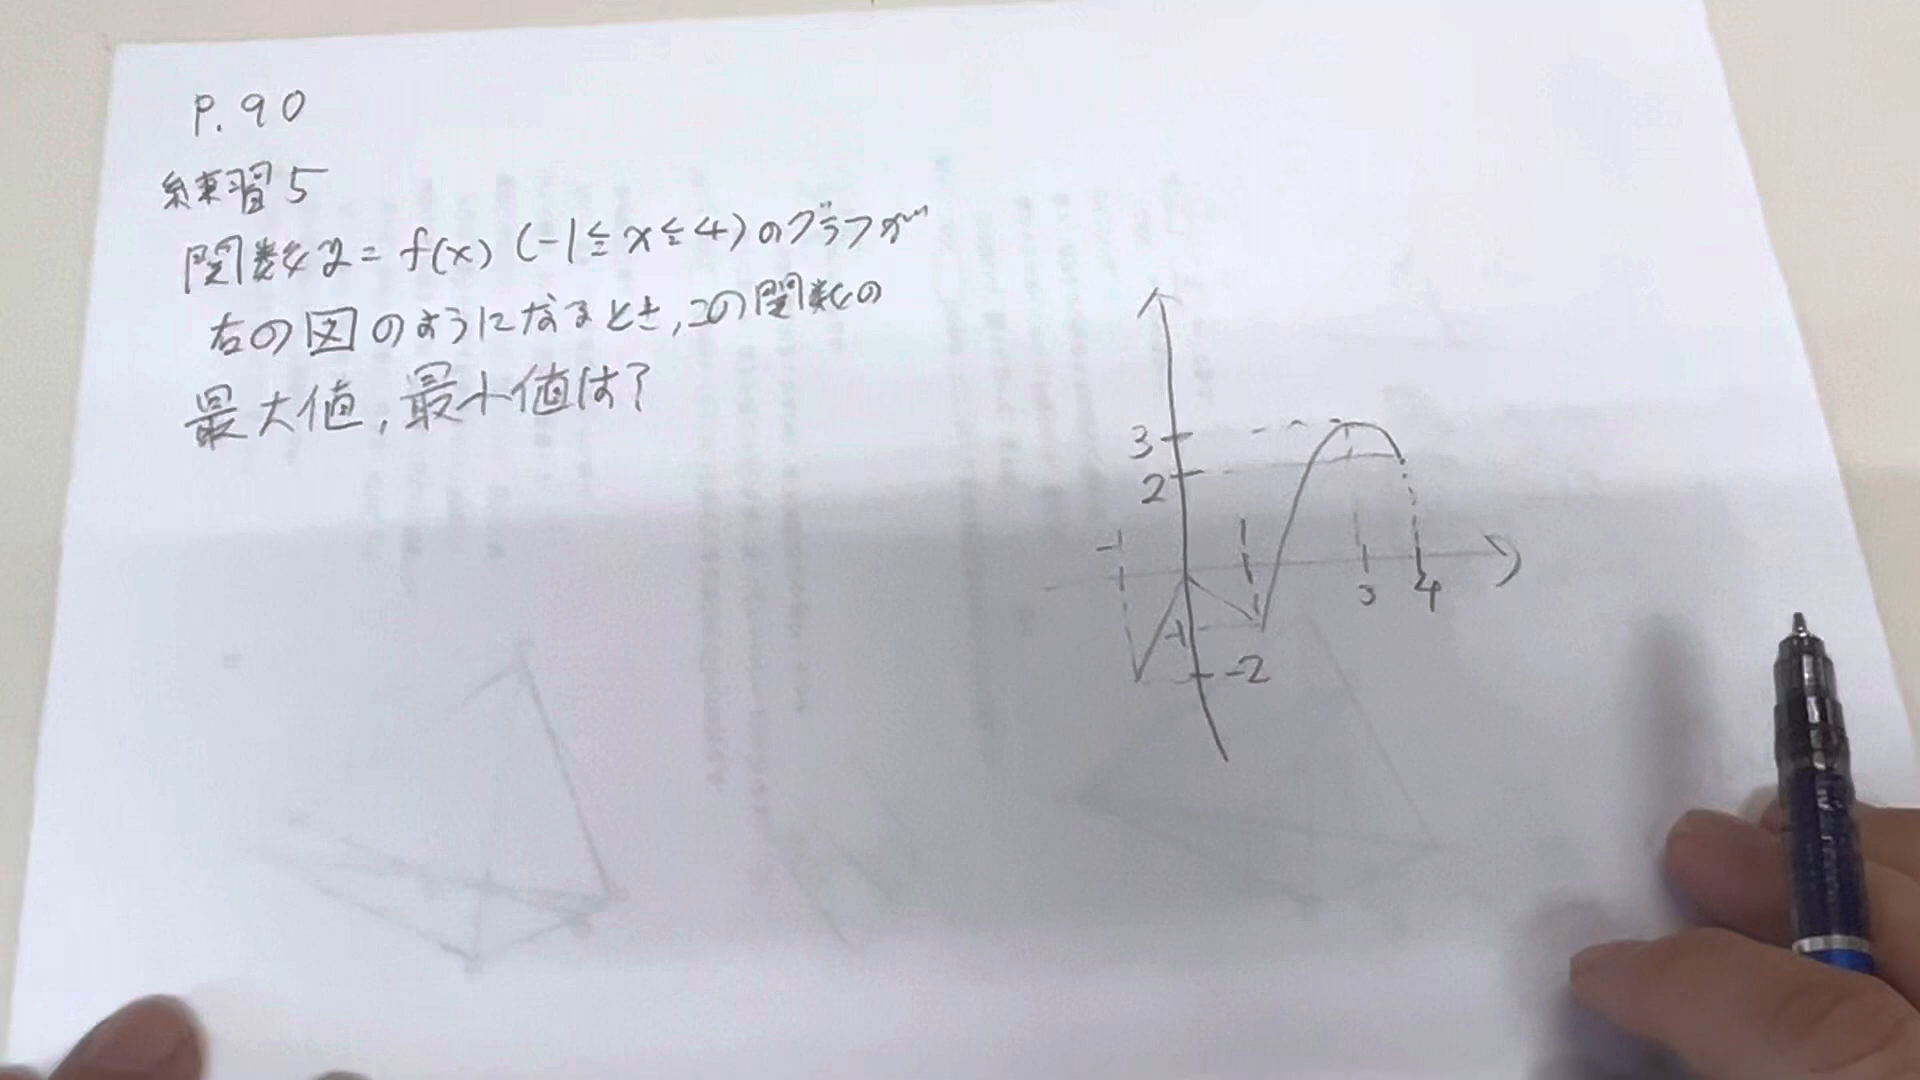 P.90
練習5
関数y=f(x) (-1≦x≦4)のグラフが
右の図のようになるとき,この関数の
最大値,最小値は?
3
2
-1
1
3
4
-1
-2